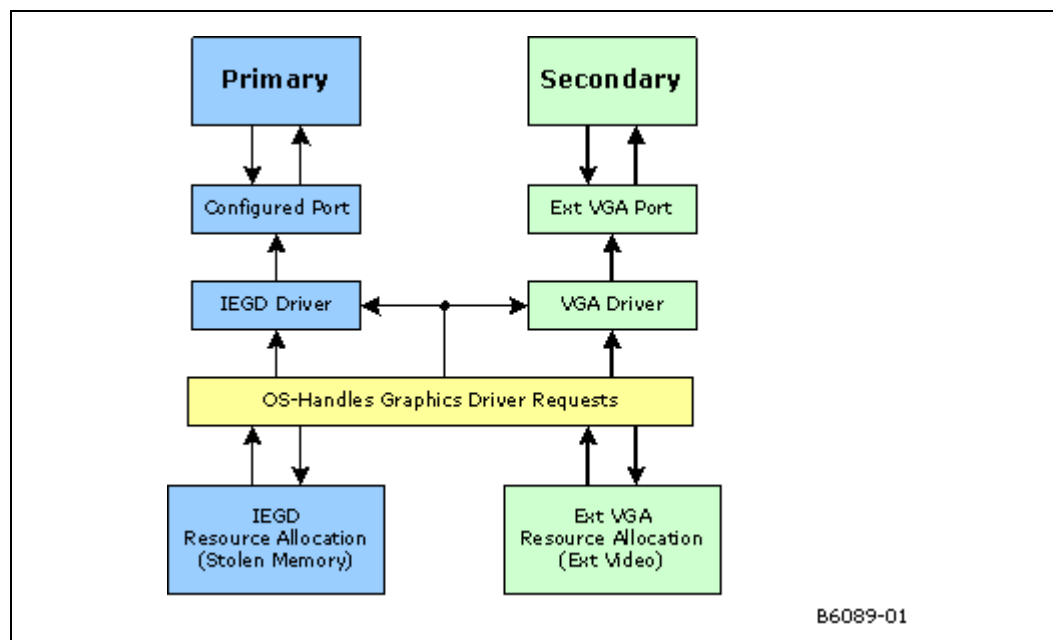 Primary
Secondary
Configured Port
Ext VGA Port
IEGD Driver
VGA Driver
OS-Handles Graphics Driver Requests
IEGD
Resource Allocation
(Stolen Memory)
Ext VGA
Resource Allocation
(Ext Video)
B6089-01